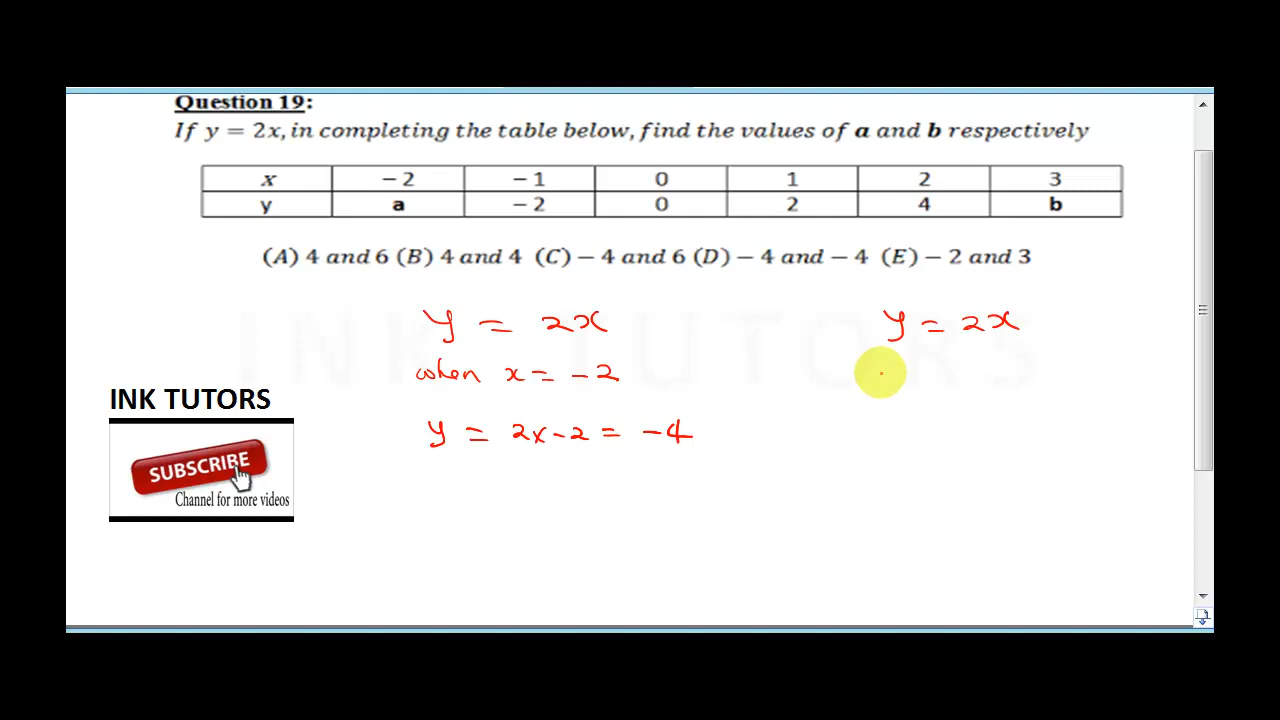 Question 19:
If y = 2x, in completing the table below, find the values of a and b respectively
x −2 −1 0 1 2 3
y a −2 0 2 4 b
(A) 4 and 6 (B) 4 and 4 (C) − 4 and 6 (D) − 4 and − 4 (E) − 2 and 3
y = 2x y = 2x
when x = -2
y = 2x-2 = -4
INK TUTORS
INK TUTORS
SUBSCRIBE
Channel for more videos